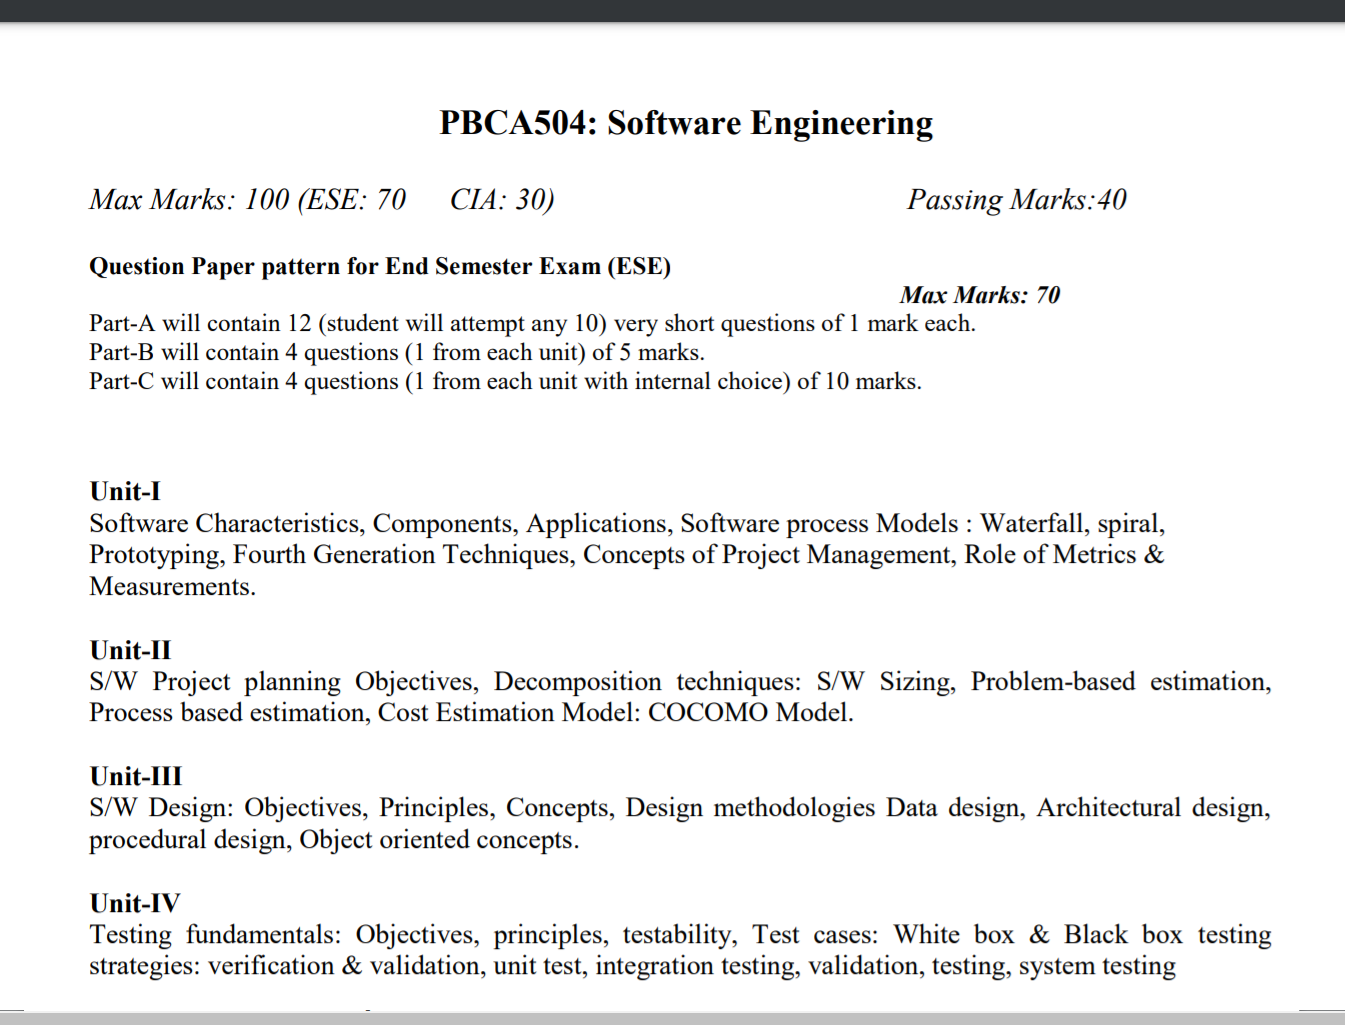 PBCA504: Software Engineering
Max Marks: 100 (ESE: 70 CIA: 30) Passing Marks:40
Question Paper pattern for End Semester Exam (ESE)
Max Marks: 70
Part-A will contain 12 (student will attempt any 10) very short questions of 1 mark each.
Part-B will contain 4 questions (1 from each unit) of 5 marks.
Part-C will contain 4 questions (1 from each unit with internal choice) of 10 marks.
Unit-I
Software Characteristics, Components, Applications, Software process Models : Waterfall, spiral,
Prototyping, Fourth Generation Techniques, Concepts of Project Management, Role of Metrics &
Measurements.
Unit-II
S/W Project planning Objectives, Decomposition techniques: S/W Sizing, Problem-based estimation,
Process based estimation, Cost Estimation Model: COCOMO Model.
Unit-III
S/W Design: Objectives, Principles, Concepts, Design methodologies Data design, Architectural design,
procedural design, Object oriented concepts.
Unit-IV
Testing fundamentals: Objectives, principles, testability, Test cases: White box & Black box testing
strategies: verification & validation, unit test, integration testing, validation, testing, system testing